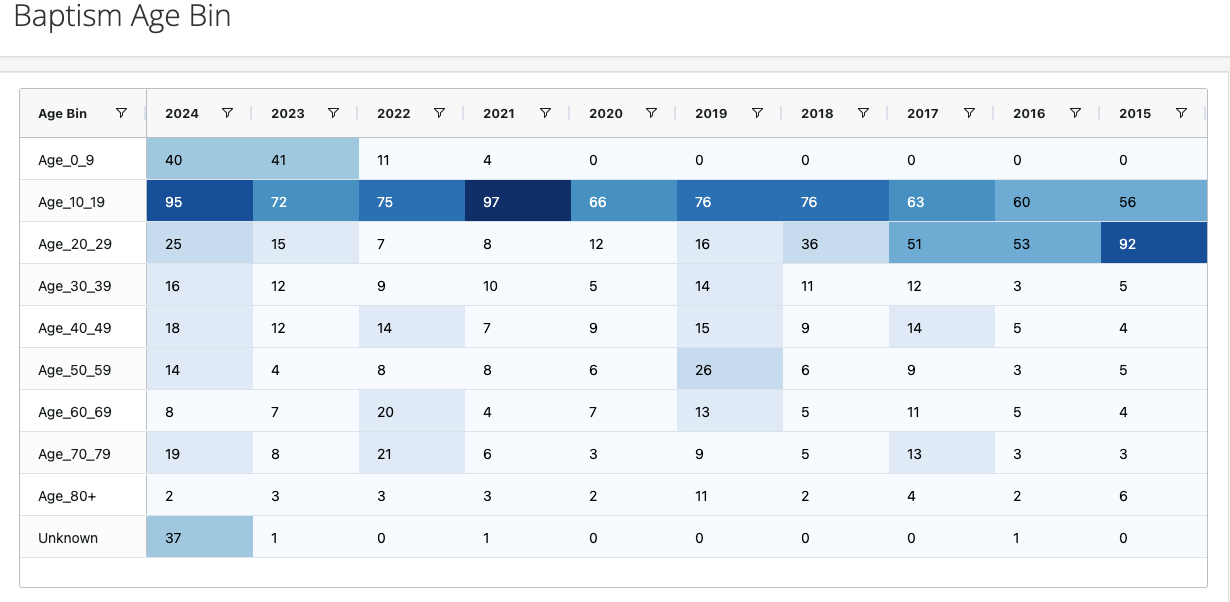 Baptism Age Bin
Age Bin 2024 2023 2022 2021 2020 2019 2018 2017 2016 2015
Age_0_9 40 41 11 4 0 0 0 0 0 0
Age_10_19 95 72 75 97 66 76 76 63 60 56
Age_20_29 25 15 7 8 12 16 36 51 53 92
Age_30_39 16 12 9 10 5 14 11 12 3 5
Age_40_49 18 12 14 7 9 15 9 14 5 4
Age_50_59 14 4 8 8 6 26 6 9 3 5
Age_60_69 8 7 20 4 7 13 5 11 5 4
Age_70_79 19 8 21 6 3 9 5 13 3 3
Age_80+ 2 3 3 3 2 11 2 4 2 6
Unknown 37 1 0 1 0 0 0 0 1 0